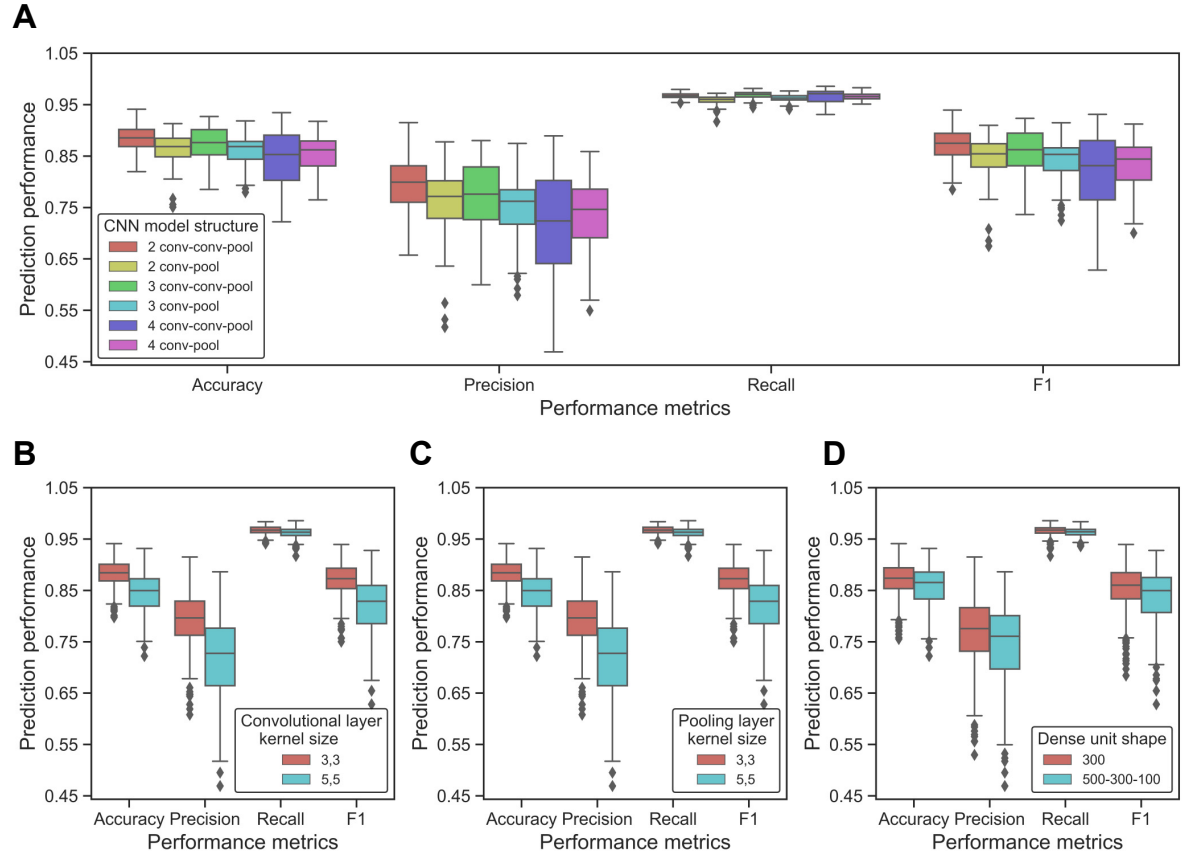 A
1.05
0.95
0.85
0.75
0.65
0.55
0.45
Prediction performance
CNN model structure
2 conv-conv-pool
2 conv-pool
3 conv-conv-pool
3 conv-pool
4 conv-conv-pool
4 conv-pool
Accuracy Precision Recall F1
Performance metrics
B
1.05
0.95
0.85
0.75
0.65
0.55
0.45
Prediction performance
Convolutional layer
kernel size
3,3
5,5
Accuracy Precision Recall F1
Performance metrics
C
1.05
0.95
0.85
0.75
0.65
0.55
0.45
Prediction performance
Pooling layer
kernel size
3,3
5,5
Accuracy Precision Recall F1
Performance metrics
D
1.05
0.95
0.85
0.75
0.65
0.55
0.45
Prediction performance
Dense unit shape
300
500-300-100
Accuracy Precision Recall F1
Performance metrics